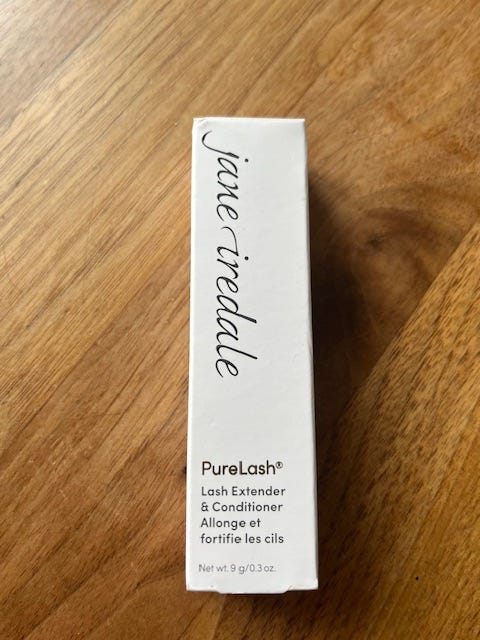 jane iredale
PureLash®
Lash Extender
& Conditioner
Allonge et
fortifie les cils
Net wt. 9 g/0.3 oz.